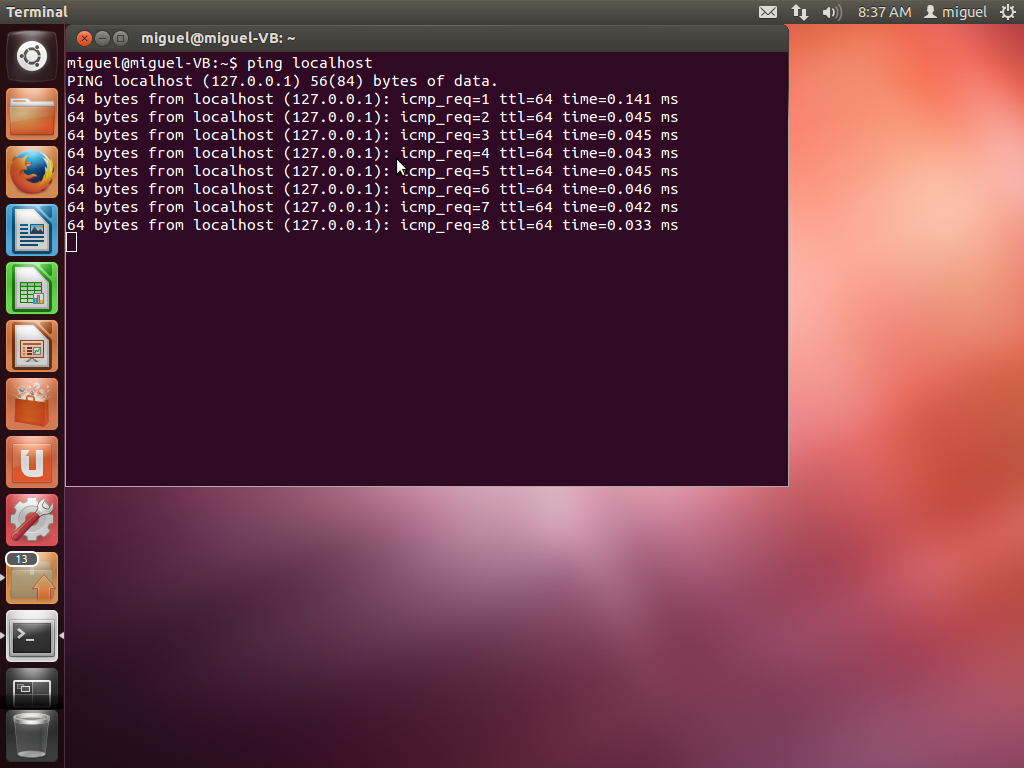 Terminal
8:37 AM miguel
miguel@miguel-VB: ~
miguel@miguel-VB:~$ ping localhost
PING localhost (127.0.0.1) 56(84) bytes of data.
64 bytes from localhost (127.0.0.1): icmp_req=1 ttl=64 time=0.141 ms
64 bytes from localhost (127.0.0.1): icmp_req=2 ttl=64 time=0.045 ms
64 bytes from localhost (127.0.0.1): icmp_req=3 ttl=64 time=0.045 ms
64 bytes from localhost (127.0.0.1): icmp_req=4 ttl=64 time=0.043 ms
64 bytes from localhost (127.0.0.1): icmp_req=5 ttl=64 time=0.045 ms
64 bytes from localhost (127.0.0.1): icmp_req=6 ttl=64 time=0.046 ms
64 bytes from localhost (127.0.0.1): icmp_req=7 ttl=64 time=0.042 ms
64 bytes from localhost (127.0.0.1): icmp_req=8 ttl=64 time=0.033 ms
13
>_